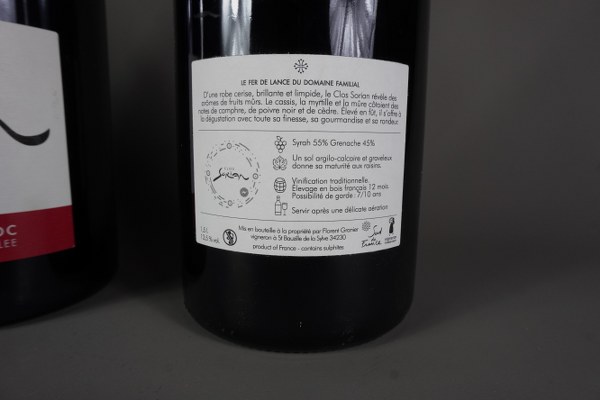 LE FER DE LANCE DU DOMAINE FAMILIAL
D'une robe cerise, brillante et limpide, le Clos Sorian révèle des
arômes de fruits mûrs. Le cassis, la myrtille et la mûre côtoient des
notes de camphre, de poivre noir et de cèdre. Élevé en fût, il s'offre à
la dégustation avec toute sa finesse, sa gourmandise et sa rondeur.
Syrah 55% Grenache 45%
Un sol argilo-calcaire et graveleux
donne sa maturité aux raisins.
Vinification traditionnelle.
Élevage en bois français 12 mois.
Possibilité de garde : 7/10 ans
Servir après une délicate aération.
Sorian
Mis en bouteille à la propriété par Florent Granier
vigneron à St Bauzille de la Sylve 34230
product of France - contains sulphites
Sud
de
France
OC
LEE